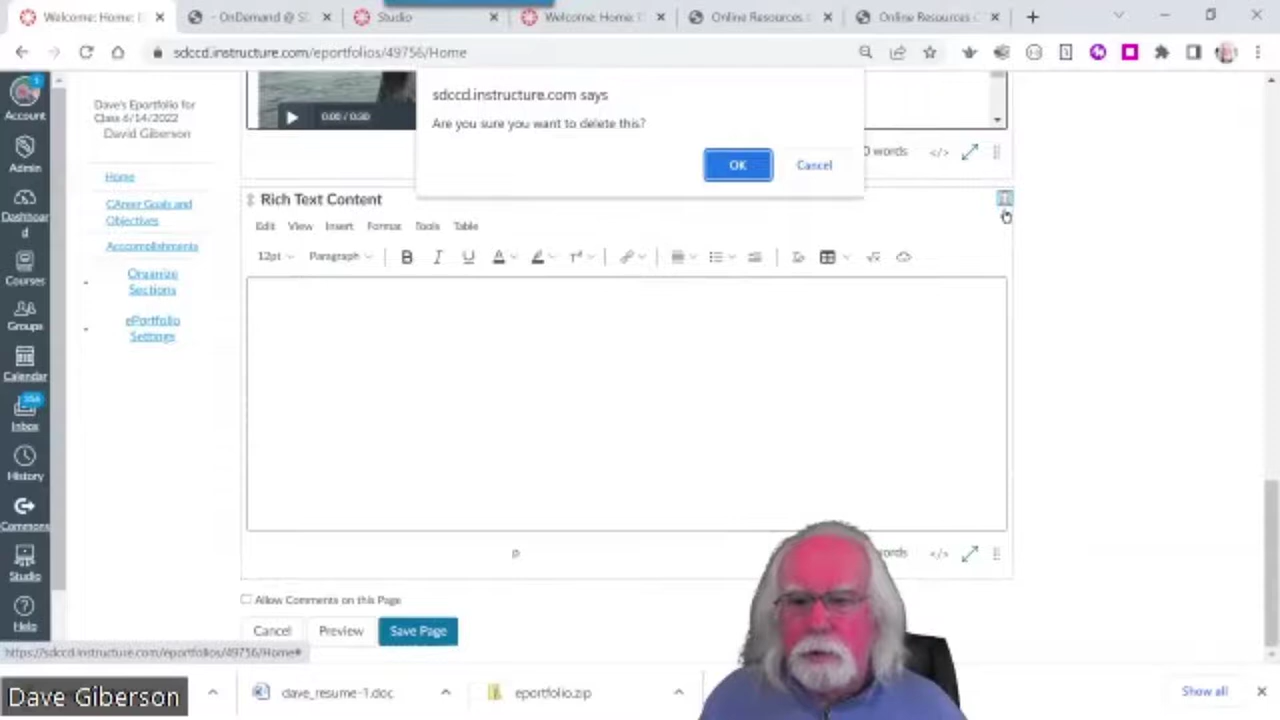 Welcome: Home: 
- OnDemand @ SD
Studio
Welcome: Home: 
Online Resources
Online Resources
sdccd.instructure.com/eportfolios/49756/Home
sdccd.instructure.com says
Are you sure you want to delete this?
OK
Cancel
Account
Admin
Dashboar
d
Courses
Groups
Calendar
356
Inbox
History
Commons
Studio
Help
Dave's Eportfolio for
Class 6/14/2022
David Giberson
Home
CAreer Goals and
Objectives
Accomplishments
Organize
Sections
ePortfolio
Settings
0:00 / 0:30
0 words
Rich Text Content
Edit View Insert Format Tools Table
12pt Paragraph B I U A T²
p
words
Allow Comments on this Page
Cancel Preview Save Page
https://sdccd.instructure.com/eportfolios/49756/Home#
Dave Giberson
dave_resume-1.doc
eportfolio.zip
Show all